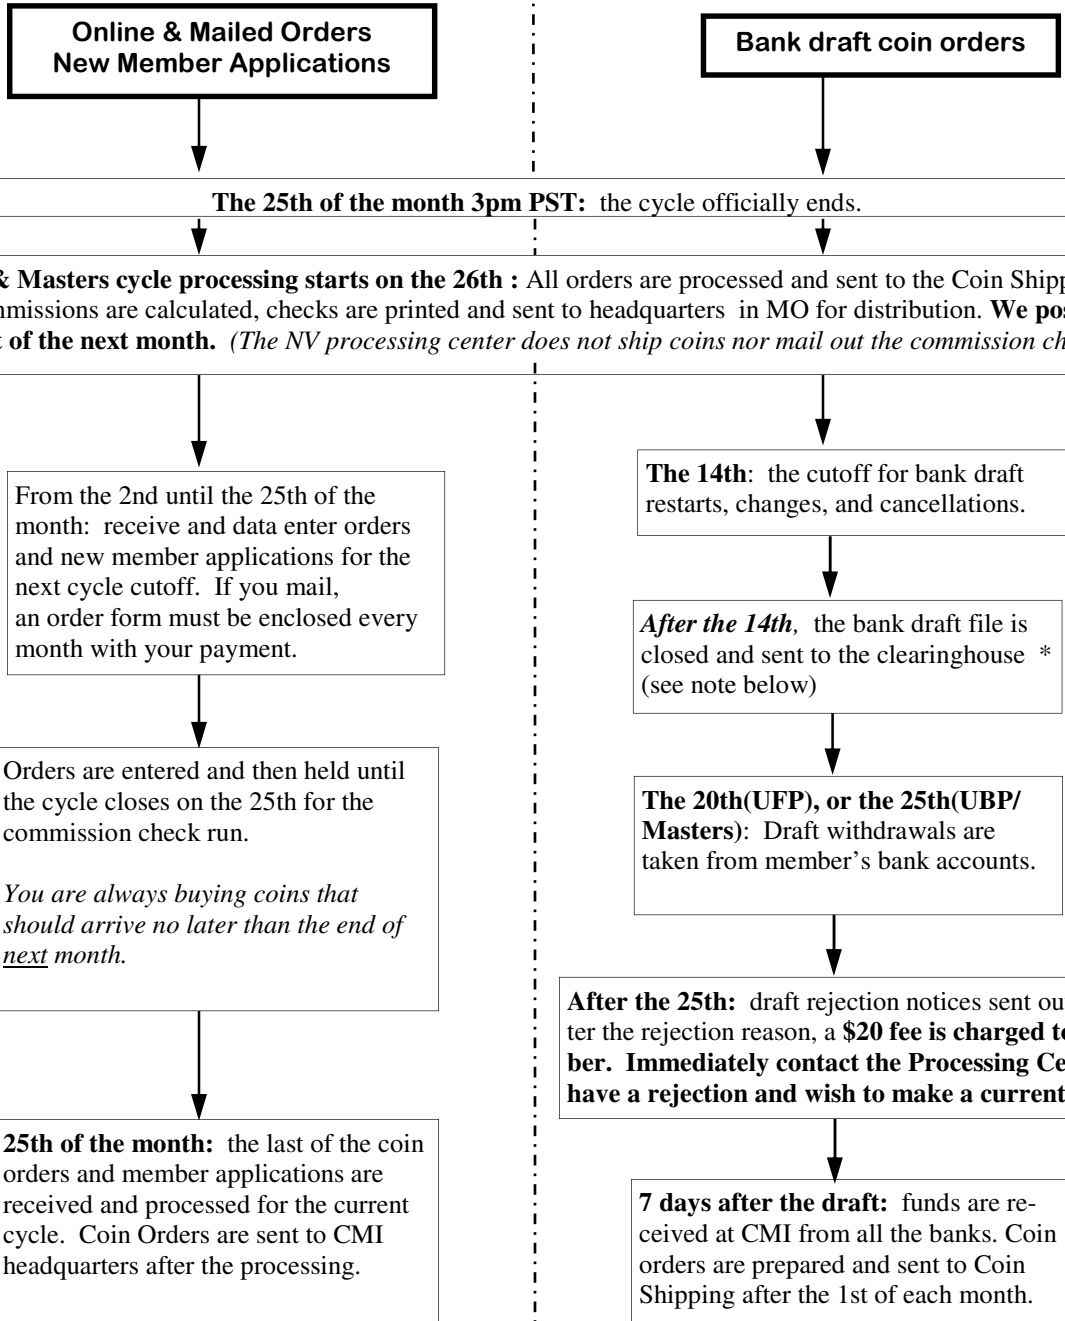 Online & Mailed Orders
New Member Applications
Bank draft coin orders
The 25th of the month 3pm PST: the cycle officially ends.
& Masters cycle processing starts on the 26th : All orders are processed and sent to the Coin
are calculated, checks are printed and sent to headquarters in MO for distribution. We
of the next month. (The NV processing center does not ship coins nor mail out the commission
From the 2nd until the 25th of the
month: receive and data enter orders
and new member applications for the
next cycle cutoff. If you mail,
an order form must be enclosed every
month with your payment.
Orders are entered and then held until
the cycle closes on the 25th for the
commission check run.
You are always buying coins that
should arrive no later than the end of
next month.
25th of the month: the last of the coin
orders and member applications are
received and processed for the current
cycle. Coin Orders are sent to CMI
headquarters after the processing.
The 14th: the cutoff for bank draft
restarts, changes, and cancellations.
After the 14th, the bank draft file is
closed and sent to the clearinghouse *
(see note below)
The 20th(UFP), or the 25th(UBP/
Masters): Draft withdrawals are
taken from member's bank accounts.
After the 25th: draft rejection notices sent
ter the rejection reason, a $20 fee is charged
ber. Immediately contact the Processing
have a rejection and wish to make a current
7 days after the draft: funds are re-
ceived at CMI from all the banks. Coin
orders are prepared and sent to Coin
Shipping after the 1st of each month.